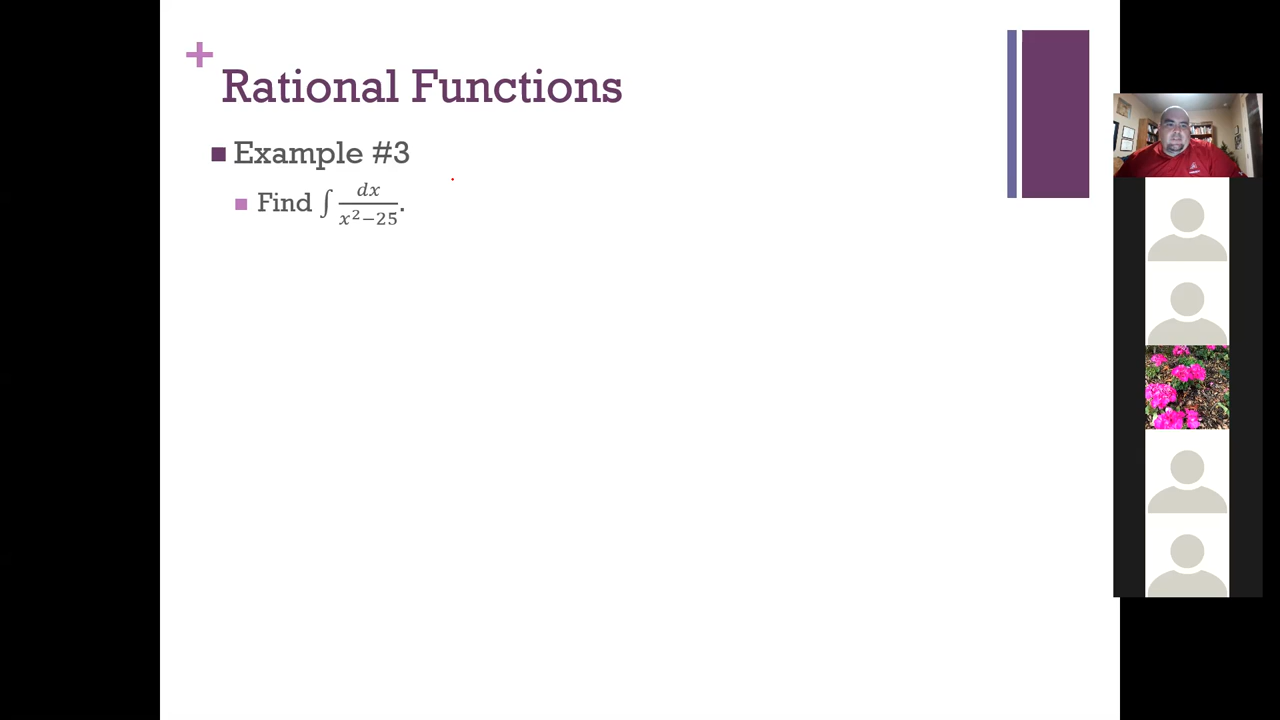 +
Rational Functions
Example #3
Find ∫ dx/(x²−25).